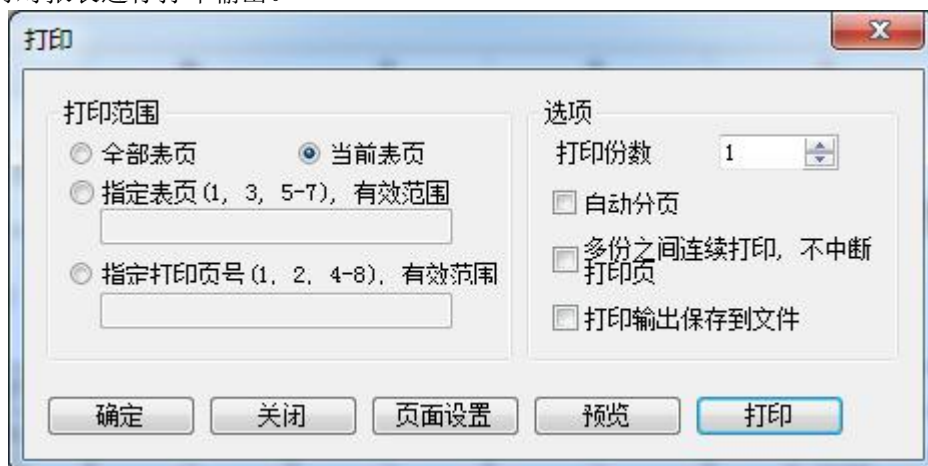 打印
打印范围
全部表页 当前表页
指定表页(1, 3, 5-7), 有效范围
指定打印页号(1, 2, 4-8), 有效范围
选项
打印份数 1
自动分页
多份之间连续打印, 不中断
打印页
打印输出保存到文件
确定 关闭 页面设置 预览 打印